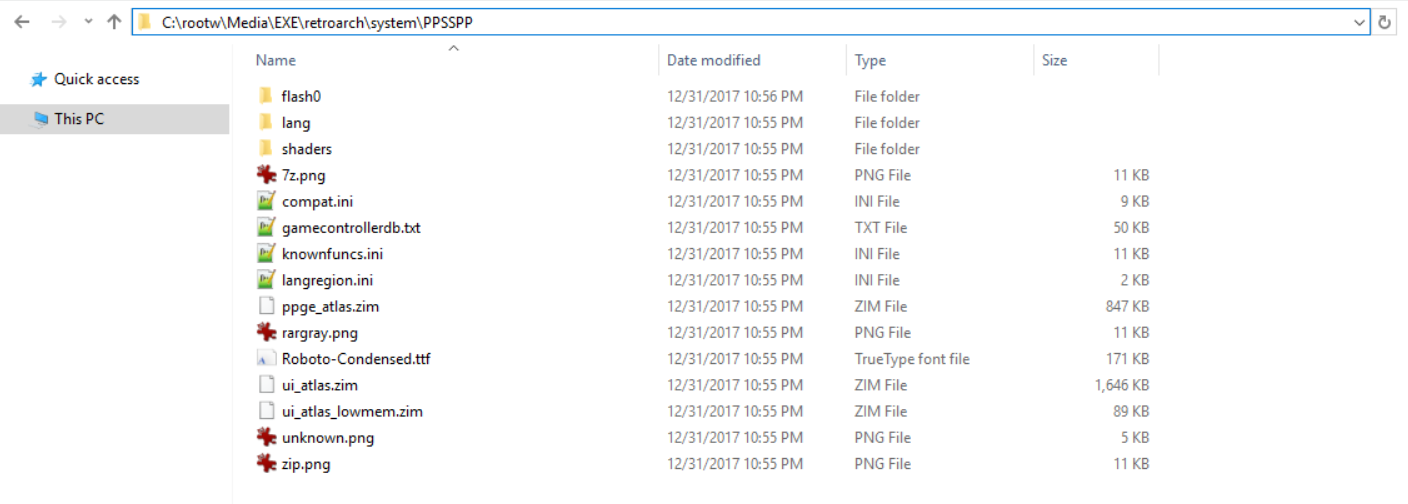 C:\rootw\Media\EXE\retroarch\system\PPSSPP
Quick access
This PC
Name Date modified Type Size
flash0 12/31/2017 10:56 PM File folder
lang 12/31/2017 10:55 PM File folder
shaders 12/31/2017 10:55 PM File folder
7z.png 12/31/2017 10:55 PM PNG File 11 KB
compat.ini 12/31/2017 10:55 PM INI File 9 KB
gamecontrollerdb.txt 12/31/2017 10:55 PM TXT File 50 KB
knownfuncs.ini 12/31/2017 10:55 PM INI File 11 KB
langregion.ini 12/31/2017 10:55 PM INI File 2 KB
ppge_atlas.zim 12/31/2017 10:55 PM ZIM File 847 KB
rargray.png 12/31/2017 10:55 PM PNG File 11 KB
Roboto-Condensed.ttf 12/31/2017 10:55 PM TrueType font file 171 KB
ui_atlas.zim 12/31/2017 10:55 PM ZIM File 1,646 KB
ui_atlas_lowmem.zim 12/31/2017 10:55 PM ZIM File 89 KB
unknown.png 12/31/2017 10:55 PM PNG File 5 KB
zip.png 12/31/2017 10:55 PM PNG File 11 KB